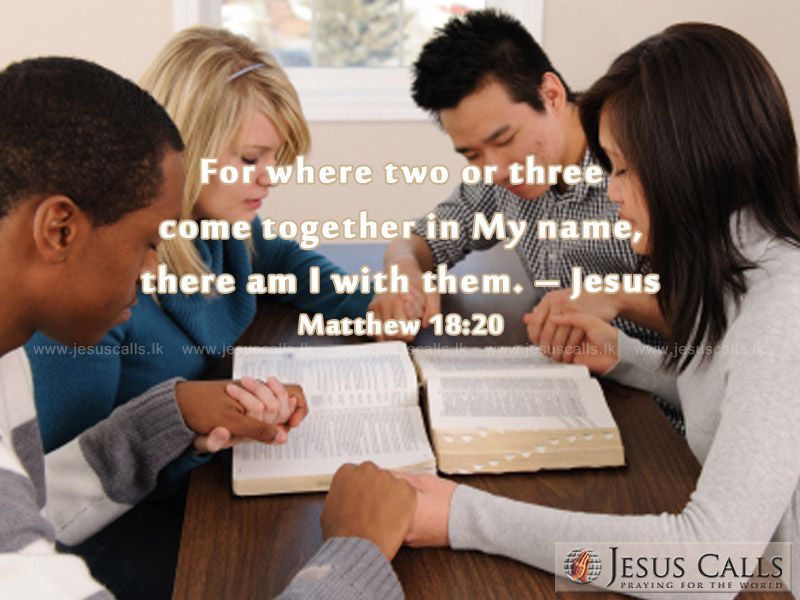 For where two or three
come together in My name,
there am I with them. – Jesus
Matthew 18:20
www.jesuscalls.lk www.jesuscalls.lk www.jesuscalls.lk www.jesuscalls.lk www.jesuscalls.lk
JESUS CALLS
PRAYING FOR THE WORLD